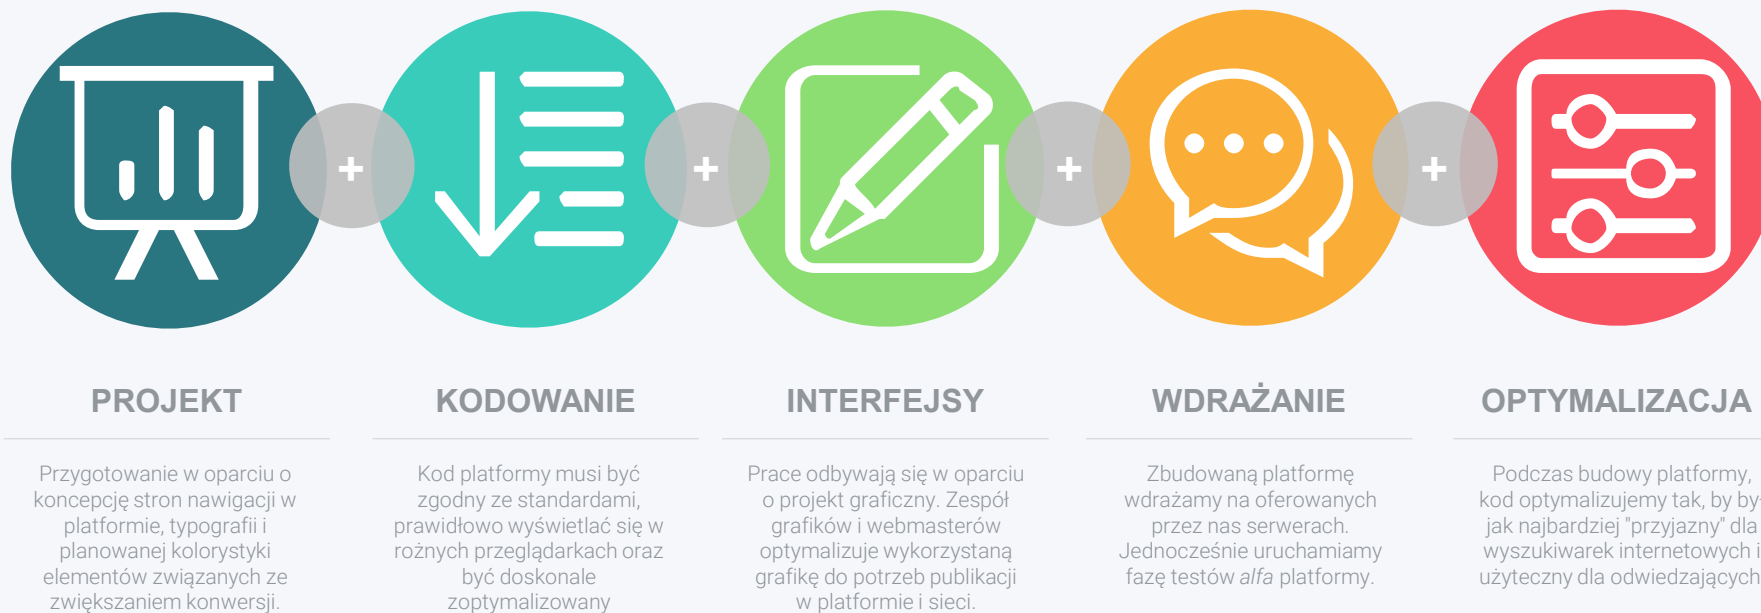 + + + +
PROJEKT
Przygotowanie w oparciu o
koncepcję stron nawigacji w
platformie, typografii i
planowanej kolorystyki
elementów związanych ze
zwiększaniem konwersji.
KODOWANIE
Kod platformy musi być
zgodny ze standardami,
prawidłowo wyświetlać się w
rożnych przeglądarkach oraz
być doskonale
zoptymalizowany
INTERFEJSY
Prace odbywają się w oparciu
o projekt graficzny. Zespół
grafików i webmasterów
optymalizuje wykorzystaną
grafikę do potrzeb publikacji
w platformie i sieci.
WDRAŻANIE
Zbudowaną platformę
wdrażamy na oferowanych
przez nas serwerach.
Jednocześnie uruchamiamy
fazę testów alfa platformy.
OPTYMALIZACJA
Podczas budowy platformy,
kod optymalizujemy tak, by był
jak najbardziej "przyjazny" dla
wyszukiwarek internetowych i
użyteczny dla odwiedzających